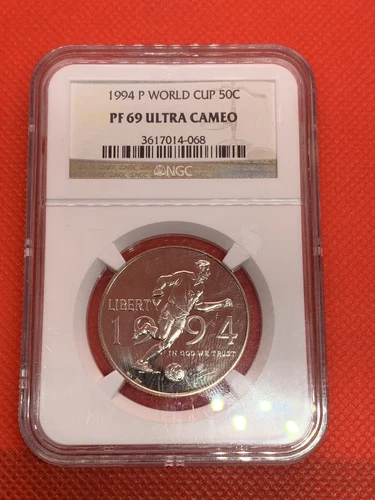 1994 P WORLD CUP 50C
PF 69 ULTRA CAMEO
3617014-068
NGC
LIBERTY
1994
IN GOD WE TRUST